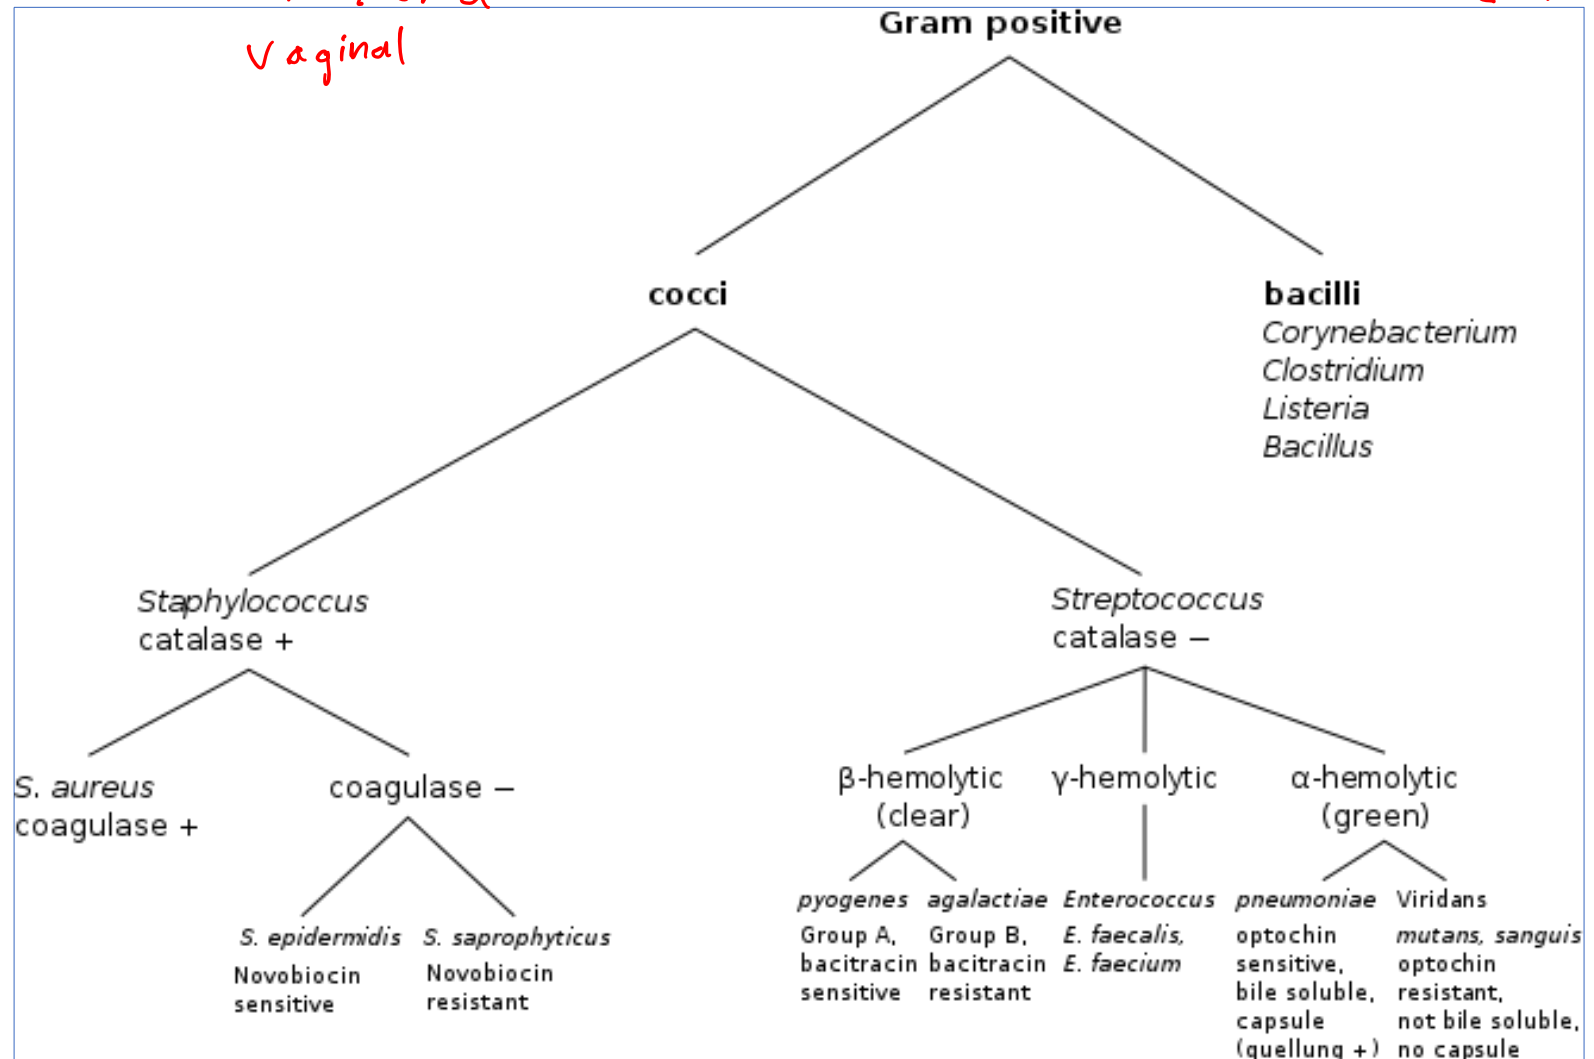 Gram positive
vaginal
cocci
bacilli
Corynebacterium
Clostridium
Listeria
Bacillus
Staphylococcus
catalase +
Streptococcus
catalase −
S. aureus
coagulase +
coagulase −
S. epidermidis
Novobiocin
sensitive
S. saprophyticus
Novobiocin
resistant
β-hemolytic
(clear)
γ-hemolytic
α-hemolytic
(green)
pyogenes
Group A,
bacitracin
sensitive
agalactiae
Group B,
bacitracin
resistant
Enterococcus
E. faecalis,
E. faecium
pneumoniae
optochin
sensitive,
bile soluble,
capsule
(quellung +)
Viridans
mutans, sanguis
optochin
resistant,
not bile soluble,
no capsule